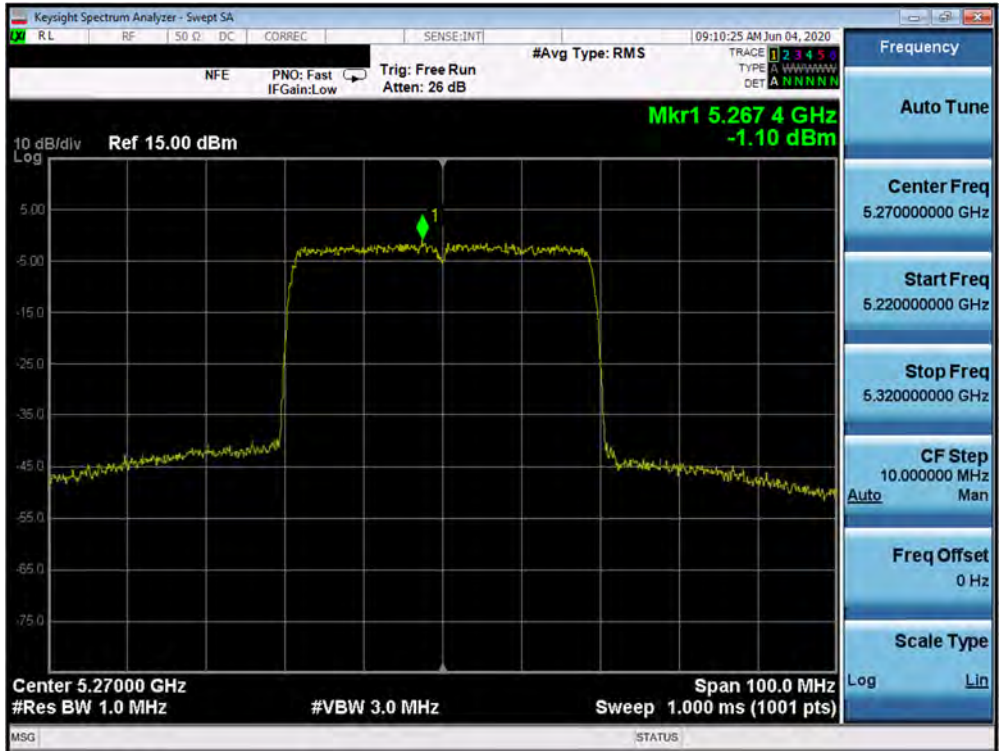 Keysight Spectrum Analyzer - Swept SA
LXI RL RF 50 Ω DC CORREC SENSE:INT 09:10:25 AM Jun 04, 2020
NFE PNO: Fast Trig: Free Run #Avg Type: RMS TRACE 1 2 3 4 5 6
IFGain:Low Atten: 26 dB TYPE A WWWWW
DET A N N N N N
Mkr1 5.267 4 GHz
-1.10 dBm
10 dB/div Ref 15.00 dBm
Log
1
5.00
-5.00
-15.0
-25.0
-35.0
-45.0
-55.0
-65.0
-75.0
Center 5.27000 GHz Span 100.0 MHz
#Res BW 1.0 MHz #VBW 3.0 MHz Sweep 1.000 ms (1001 pts)
MSG STATUS
Frequency
Auto Tune
Center Freq
5.270000000 GHz
Start Freq
5.220000000 GHz
Stop Freq
5.320000000 GHz
CF Step
10.000000 MHz
Auto Man
Freq Offset
0 Hz
Scale Type
Log Lin